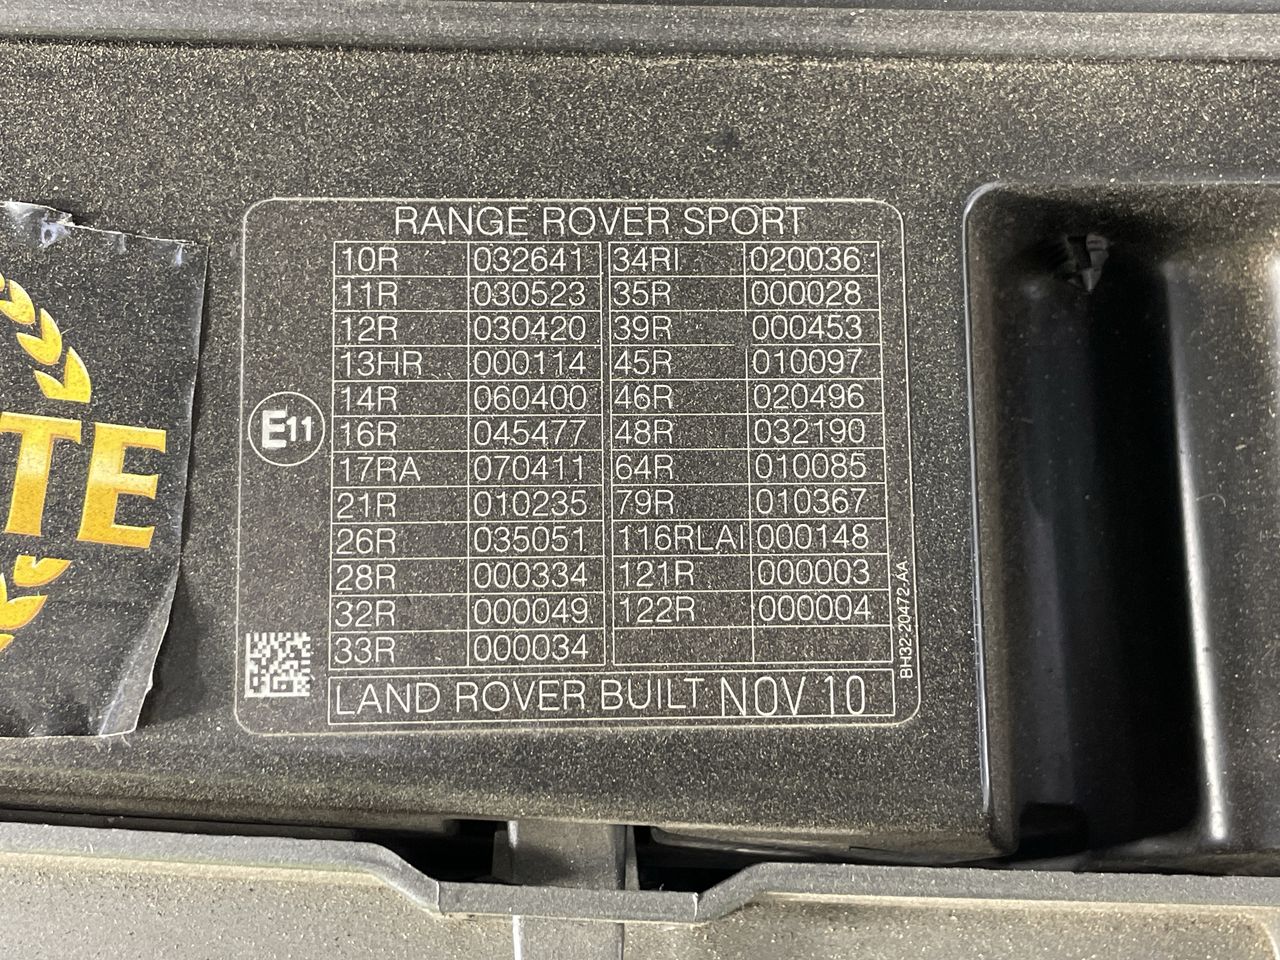 RANGE ROVER SPORT
10R 032641 34RI 020036
11R 030523 35R 000028
12R 030420 39R 000453
13HR 000114 45R 010097
14R 060400 46R 020496
16R 045477 48R 032190
17RA 070411 64R 010085
21R 010235 79R 010367
26R 035051 116RLAI 000148
28R 000334 121R 000003
32R 000049 122R 000004
33R 000034
LAND ROVER BUILT NOV 10
E11
BH32-20472-AA
TE